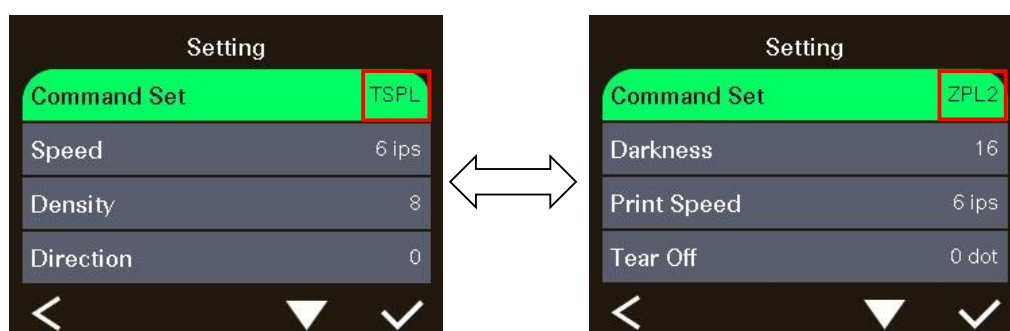 Setting
Command Set TSPL
Speed 6 ips
Density 8
Direction 0
Setting
Command Set ZPL2
Darkness 16
Print Speed 6 ips
Tear Off 0 dot